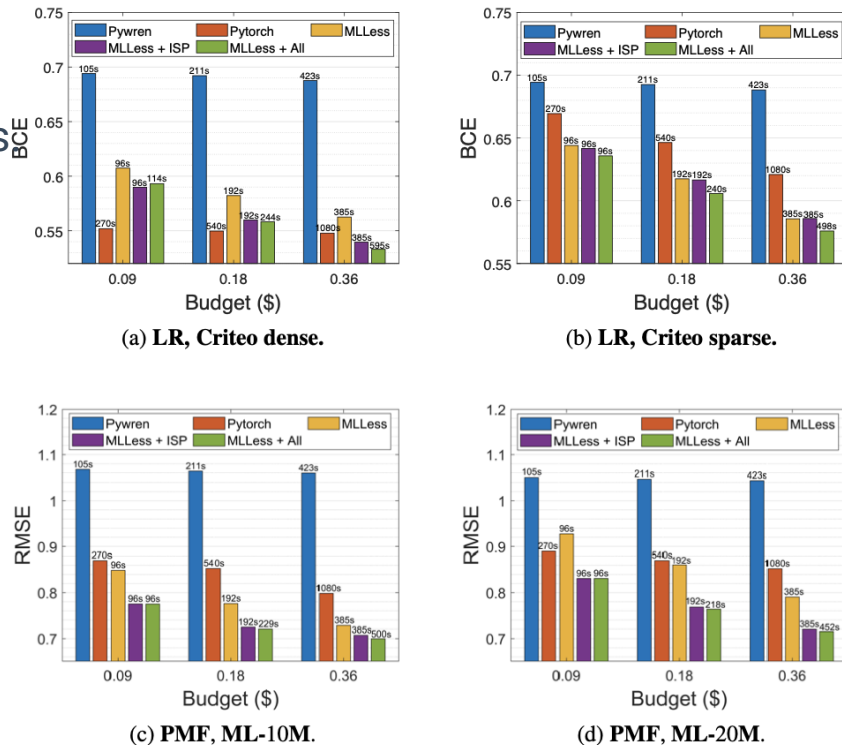 0.75 0.75
Pywren Pytorch MLLess
MLLess + ISP MLLess + All
Pywren Pytorch MLLess
MLLess + ISP MLLess + All
0.7 0.65 0.6 0.55
BCE
s
105s 270s 96s 96s 114s
211s 540s 192s 192s 244s
423s 1080s 385s 385s 595s
0.09 0.18 0.36
Budget ($)
(a) LR, Criteo dense.
0.7 0.65 0.6 0.55
BCE
105s 270s 96s 96s 96s
211s 540s 192s 192s 240s
423s 1080s 385s 385s 498s
0.09 0.18 0.36
Budget ($)
(b) LR, Criteo sparse.
1.2 1.1 1 0.9 0.8 0.7
RMSE
Pywren Pytorch MLLess
MLLess + ISP MLLess + All
105s 270s 96s 96s 96s
211s 540s 192s 192s 229s
423s 1080s 385s 385s 500s
0.09 0.18 0.36
Budget ($)
(c) PMF, ML-10M.
1.2 1.1 1 0.9 0.8 0.7
RMSE
Pywren Pytorch MLLess
MLLess + ISP MLLess + All
105s 270s 96s 96s 96s
211s 540s 192s 192s 218s
423s 1080s 385s 385s 452s
0.09 0.18 0.36
Budget ($)
(d) PMF, ML-20M.